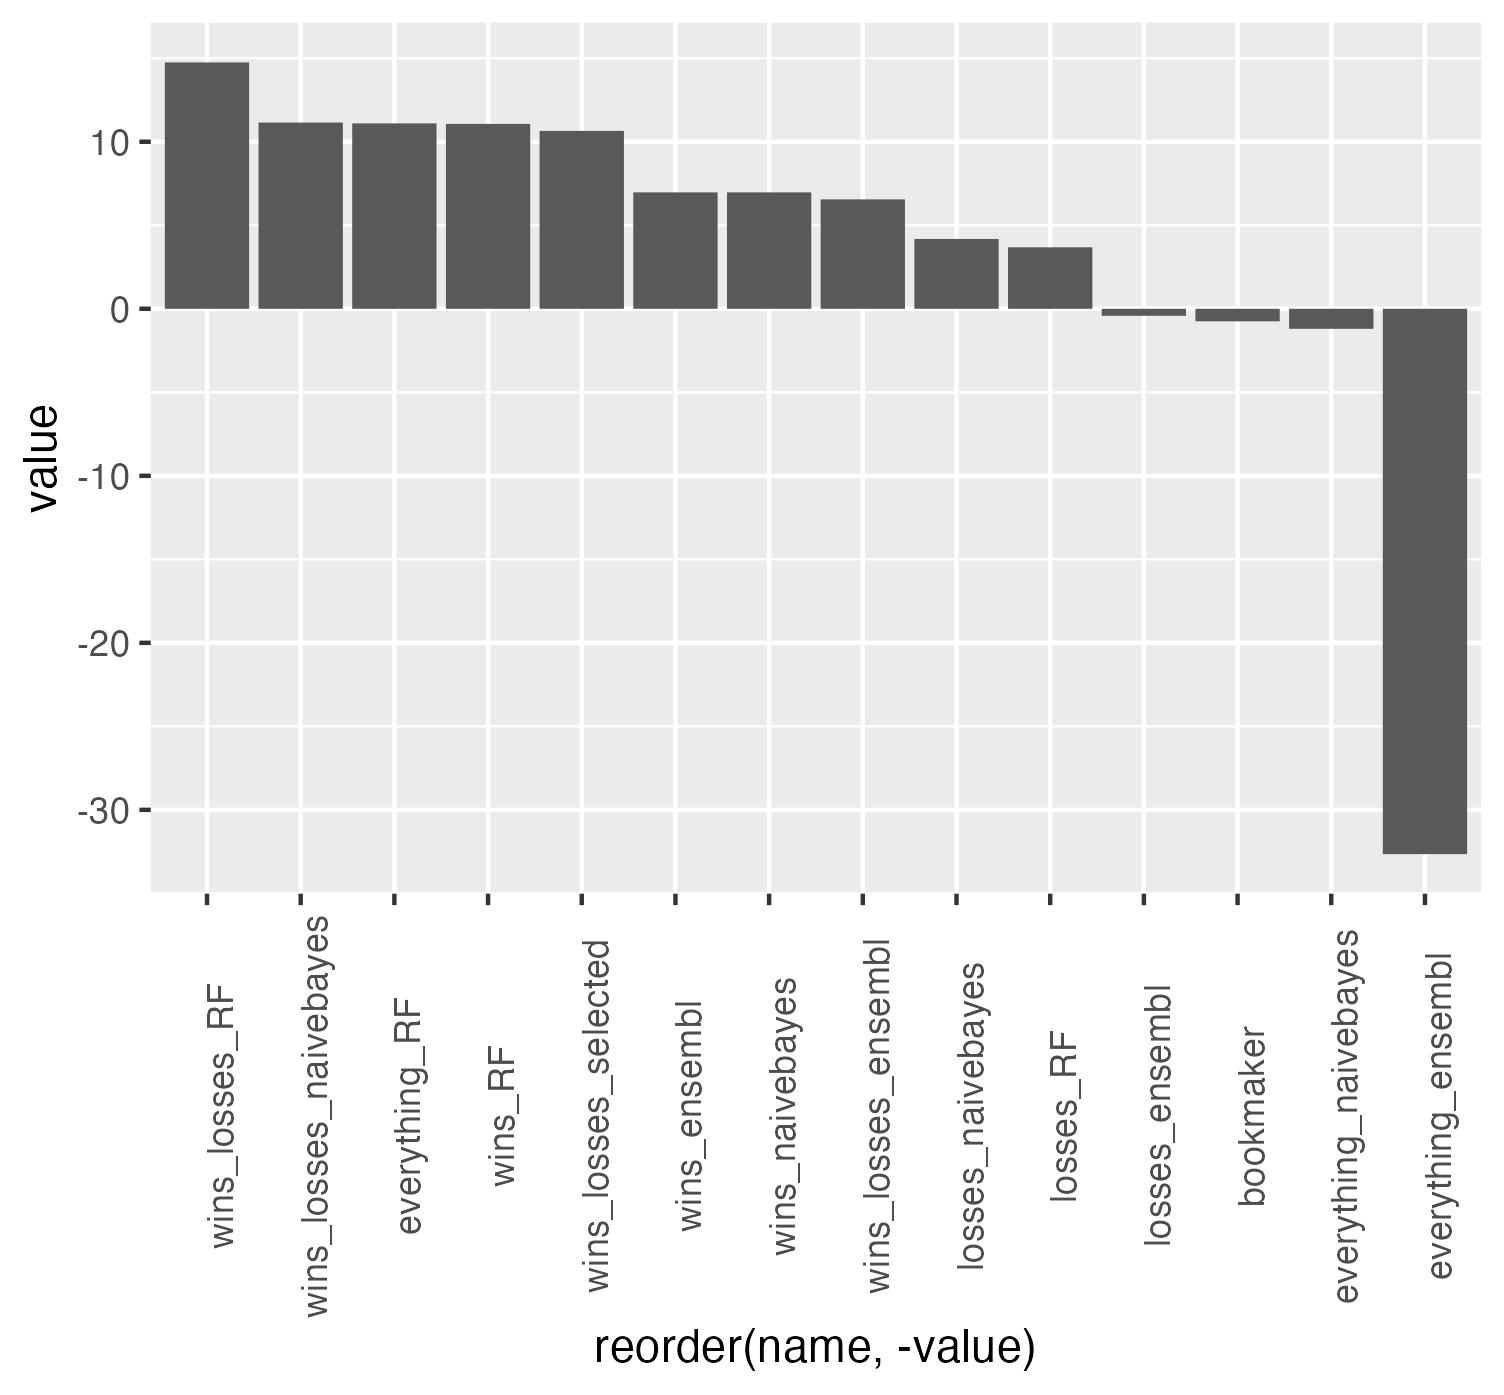 value
10
0
-10
-20
-30
wins_losses_RF
wins_losses_naivebayes
everything_RF
wins_RF
wins_losses_selected
wins_ensembl
wins_naivebayes
wins_losses_ensembl
losses_naivebayes
losses_RF
losses_ensembl
bookmaker
everything_naivebayes
everything_ensembl
reorder(name, -value)